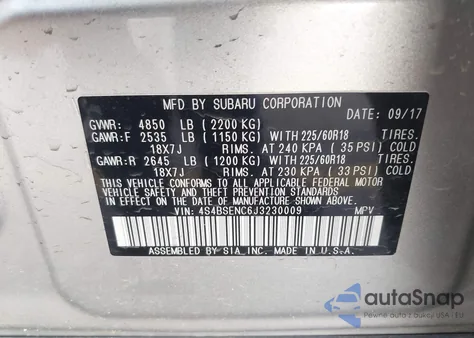 MFD BY SUBARU CORPORATION
DATE: 09/17
GVWR: 4850 LB (2200 KG)
GAWR:F 2535 LB (1150 KG) WITH 225/60R18 TIRES.
18X7J RIMS. AT 240 KPA (35 PSI) COLD
GAWR:R 2645 LB (1200 KG) WITH 225/60R18 TIRES.
18X7J RIMS. AT 230 KPA (33 PSI) COLD
THIS VEHICLE CONFORMS TO ALL APPLICABLE FEDERAL MOTOR
VEHICLE SAFETY AND THEFT PREVENTION STANDARDS IN EFFECT
ON THE DATE OF MANUFACTURE SHOWN ABOVE.
VIN: 4S4BSENC6J3230009 MPV
ASSEMBLED BY SIA, INC. MADE IN U.S.A.
autoSnap